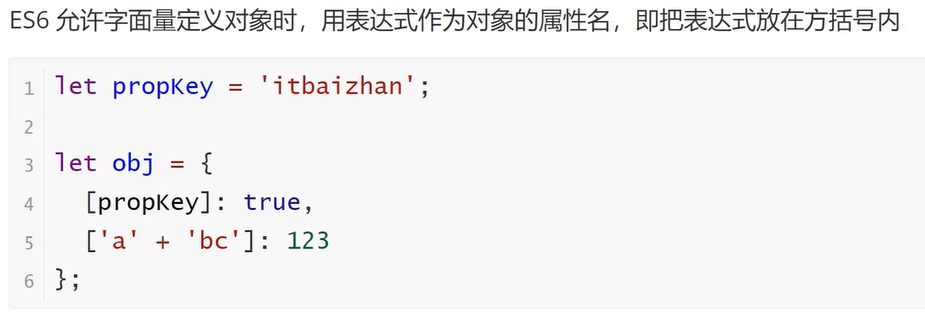 ES6 允许字面量定义对象时，用表达式作为对象的属性名，即把表达式放在方括号内
1 let propKey = 'itbaizhan';
2
3 let obj = {
4   [propKey]: true,
5   ['a' + 'bc']: 123
6 };